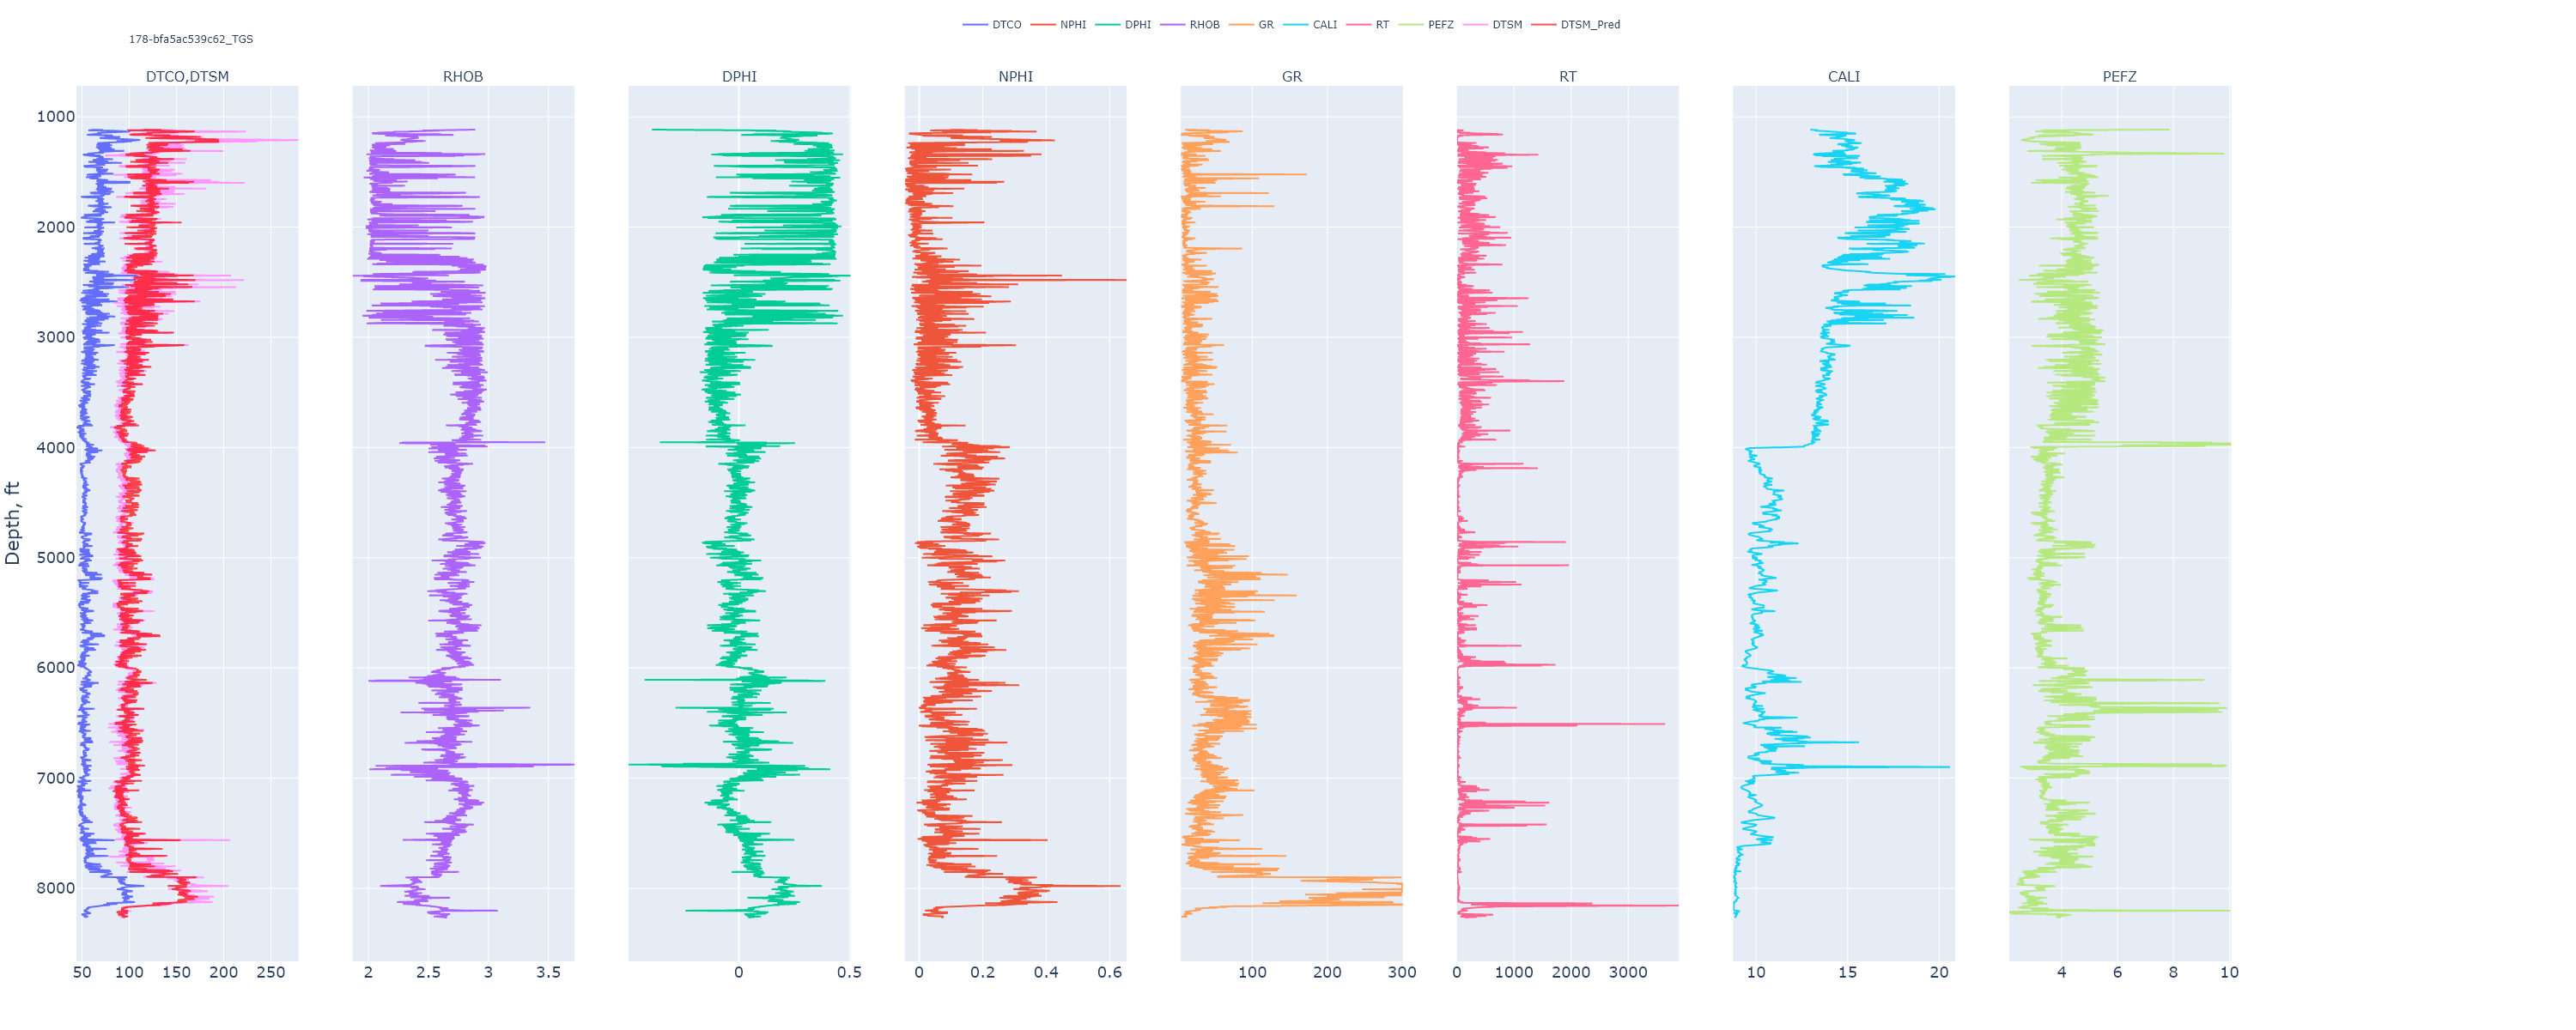 DTCO NPHI DPHI RHOB GR CALI RT PEFZ DTSM DTSM_Pred
178-bfa5ac539c62_TGS
DTCO,DTSM RHOB DPHI NPHI GR RT CALI PEFZ
Depth, ft
1000
2000
3000
4000
5000
6000
7000
8000
50 100 150 200 250 2 2.5 3 3.5 0 0.5 0 0.2 0.4 0.6 100 200 300 0 1000 2000 3000 10 15 20 4 6 8 10